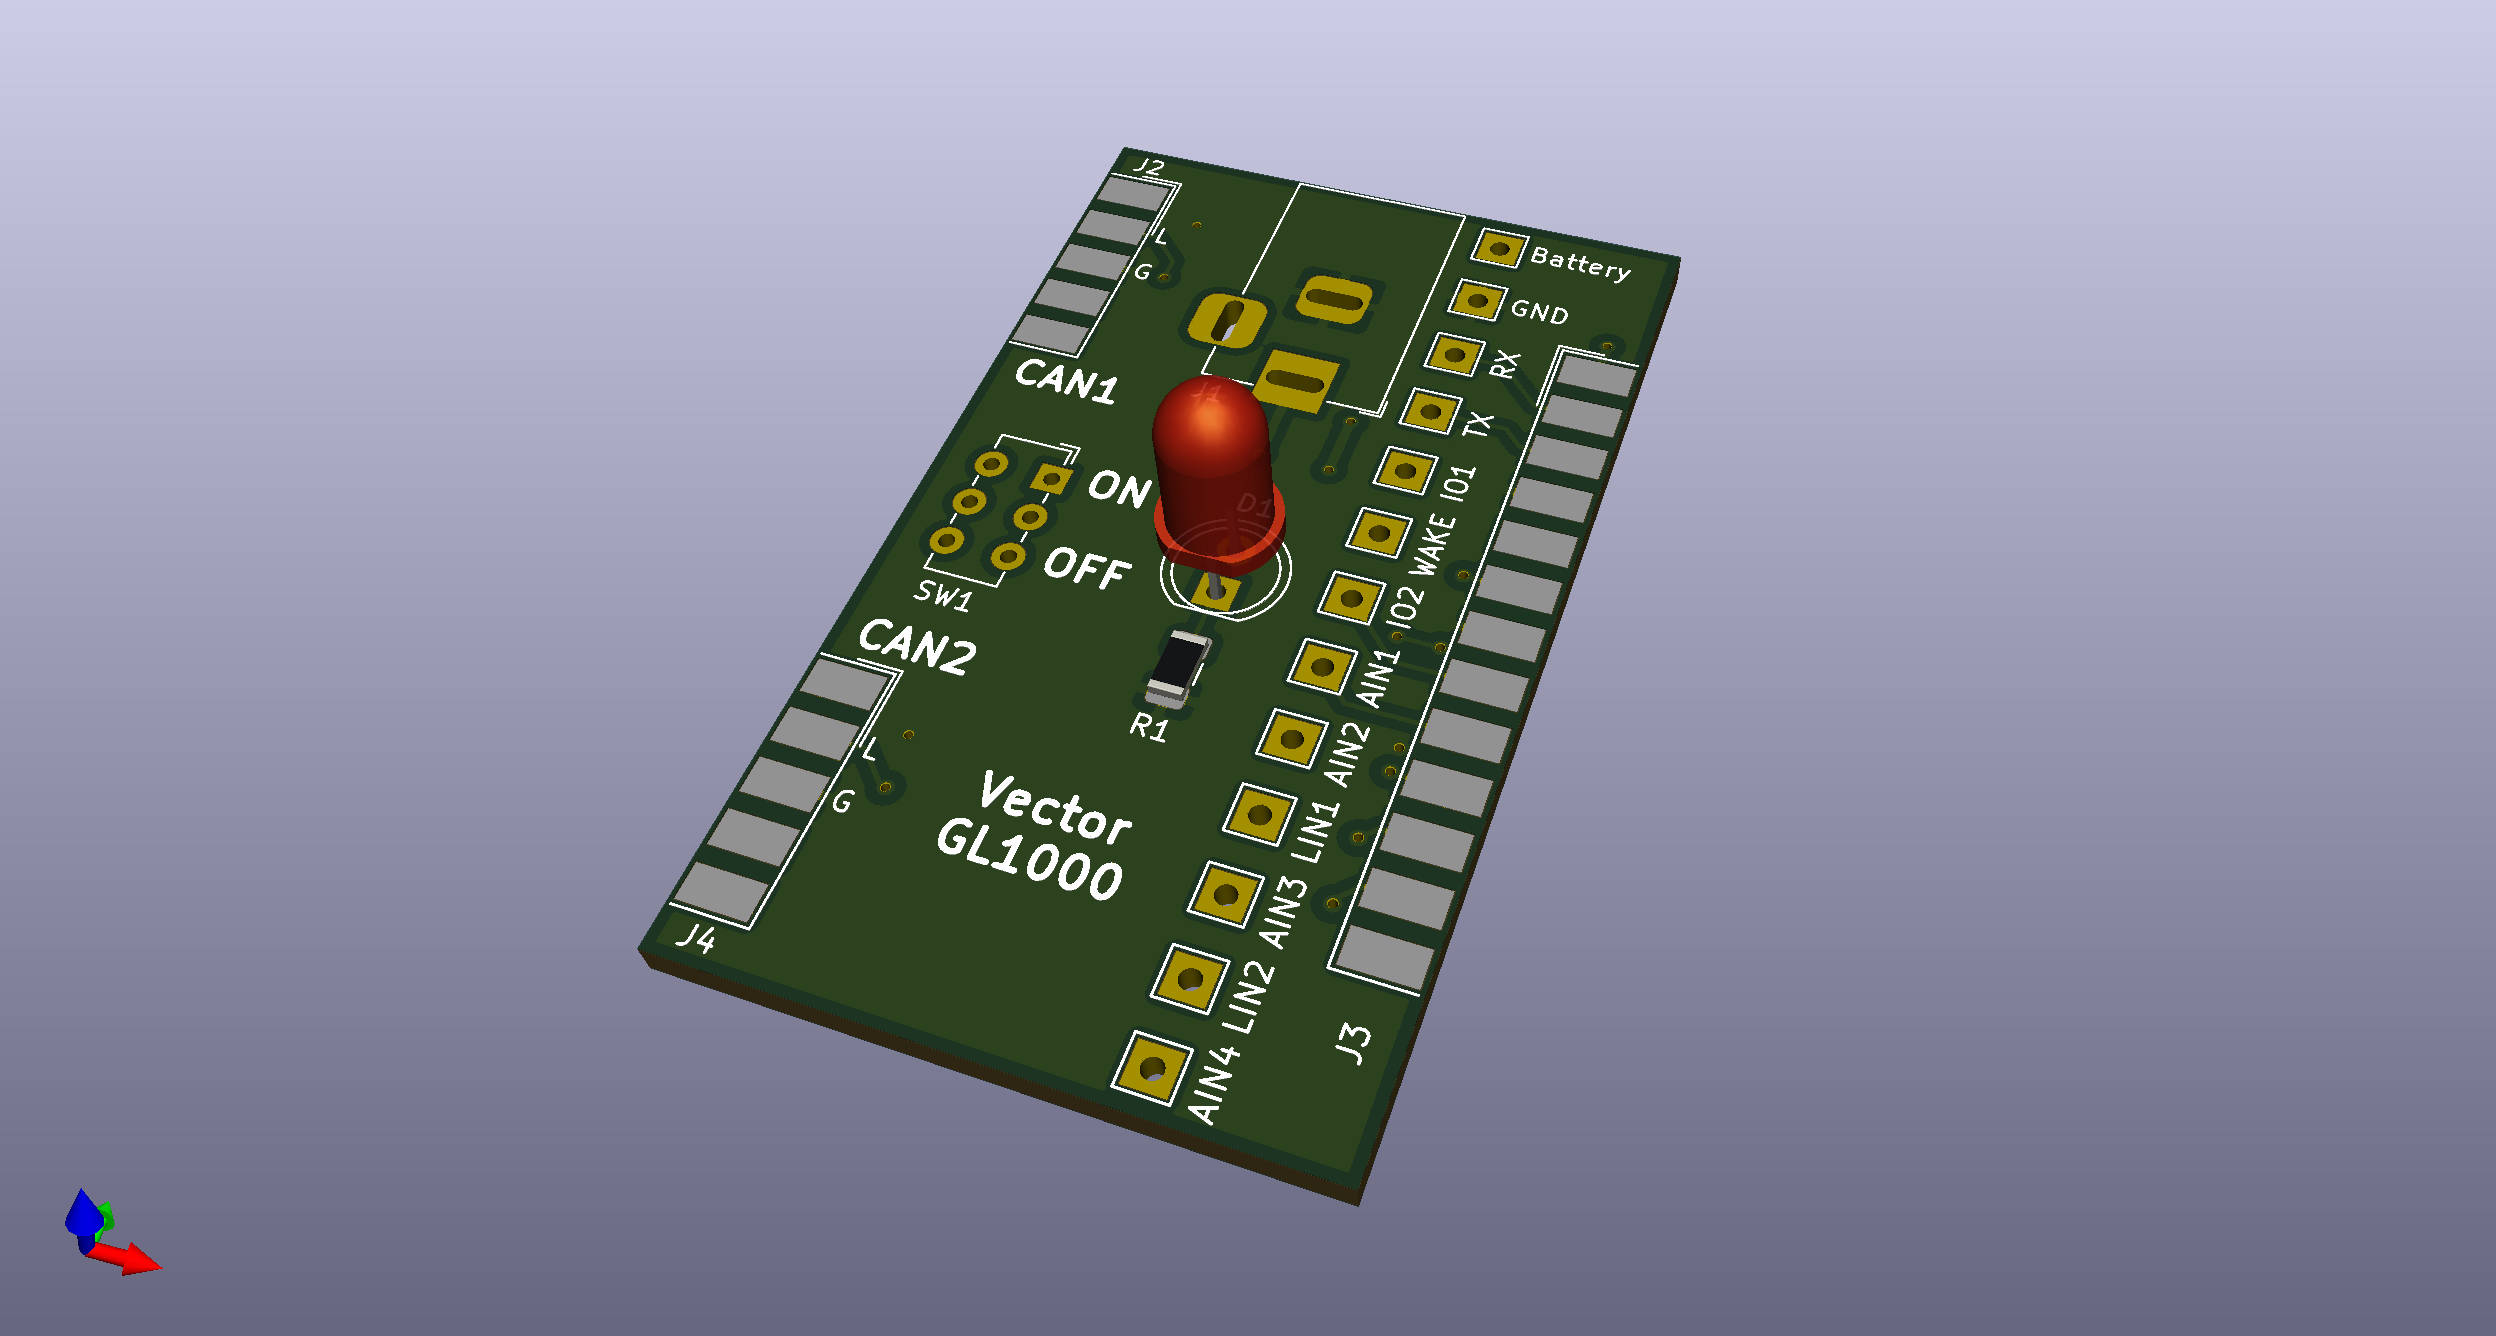 J2
L
G
CAN1
J1
Battery
GND
RX
TX
ON
OFF
SW1
D1
IO1
WAKE
IO2
CAN2
R1
AIN1
AIN2
L
G
Vector
GL1000
LIN1
AIN3
J4
LIN2
J3
AIN4